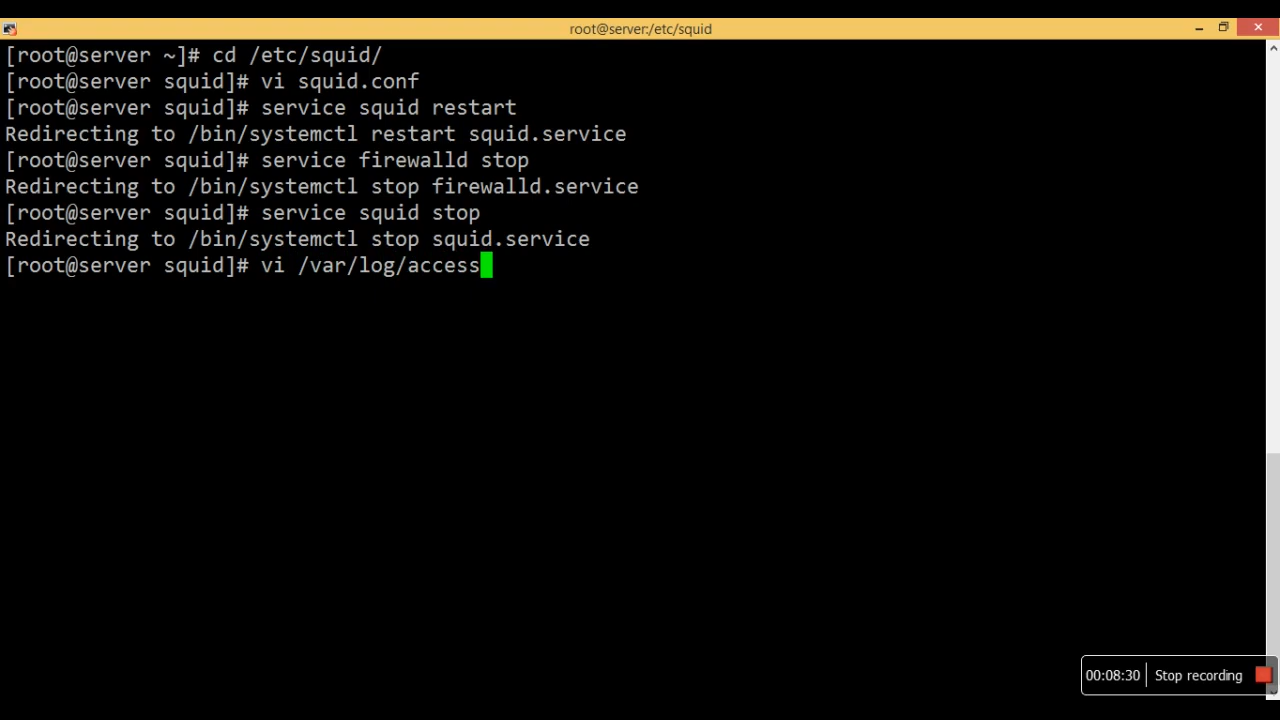 root@server:/etc/squid
[root@server ~]# cd /etc/squid/
[root@server squid]# vi squid.conf
[root@server squid]# service squid restart
Redirecting to /bin/systemctl restart squid.service
[root@server squid]# service firewalld stop
Redirecting to /bin/systemctl stop firewalld.service
[root@server squid]# service squid stop
Redirecting to /bin/systemctl stop squid.service
[root@server squid]# vi /var/log/access
00:08:30 Stop recording